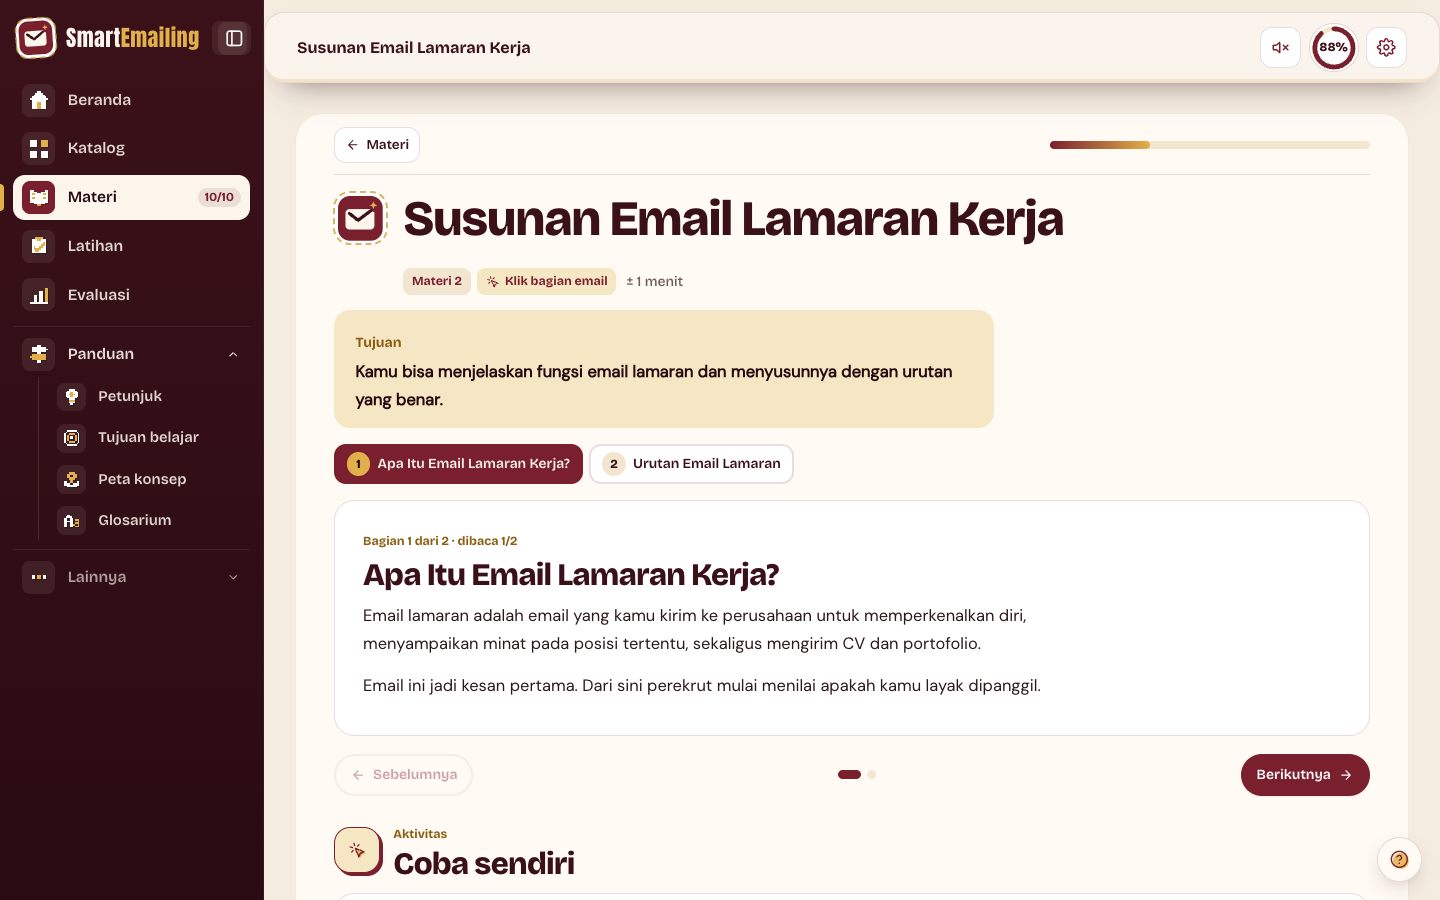 SmartEmailing
Beranda
Katalog
Materi 10/10
Latihan
Evaluasi
Panduan
Petunjuk
Tujuan belajar
Peta konsep
Glosarium
Lainnya
Susunan Email Lamaran Kerja
88%
← Materi
Susunan Email Lamaran Kerja
Materi 2 Klik bagian email ± 1 menit
Tujuan
Kamu bisa menjelaskan fungsi email lamaran dan menyusunnya dengan urutan
yang benar.
1 Apa Itu Email Lamaran Kerja? 2 Urutan Email Lamaran
Bagian 1 dari 2 · dibaca 1/2
Apa Itu Email Lamaran Kerja?
Email lamaran adalah email yang kamu kirim ke perusahaan untuk memperkenalkan diri,
menyampaikan minat pada posisi tertentu, sekaligus mengirim CV dan portofolio.
Email ini jadi kesan pertama. Dari sini perekrut mulai menilai apakah kamu layak dipanggil.
← Sebelumnya Berikutnya →
Aktivitas
Coba sendiri
?